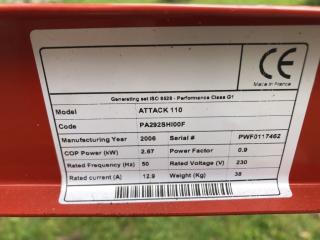 CE
Made in France
Generating set ISO 8528 - Performance Class G1
Model ATTACK 110
Code PA292SHI00F
Manufacturing Year 2006 Serial # PWF0117462
COP Power (kW) 2.67 Power Factor 0.9
Rated Frequency (Hz) 50 Rated Voltage (V) 230
Rated current (A) 12.9 Weight (Kg) 38